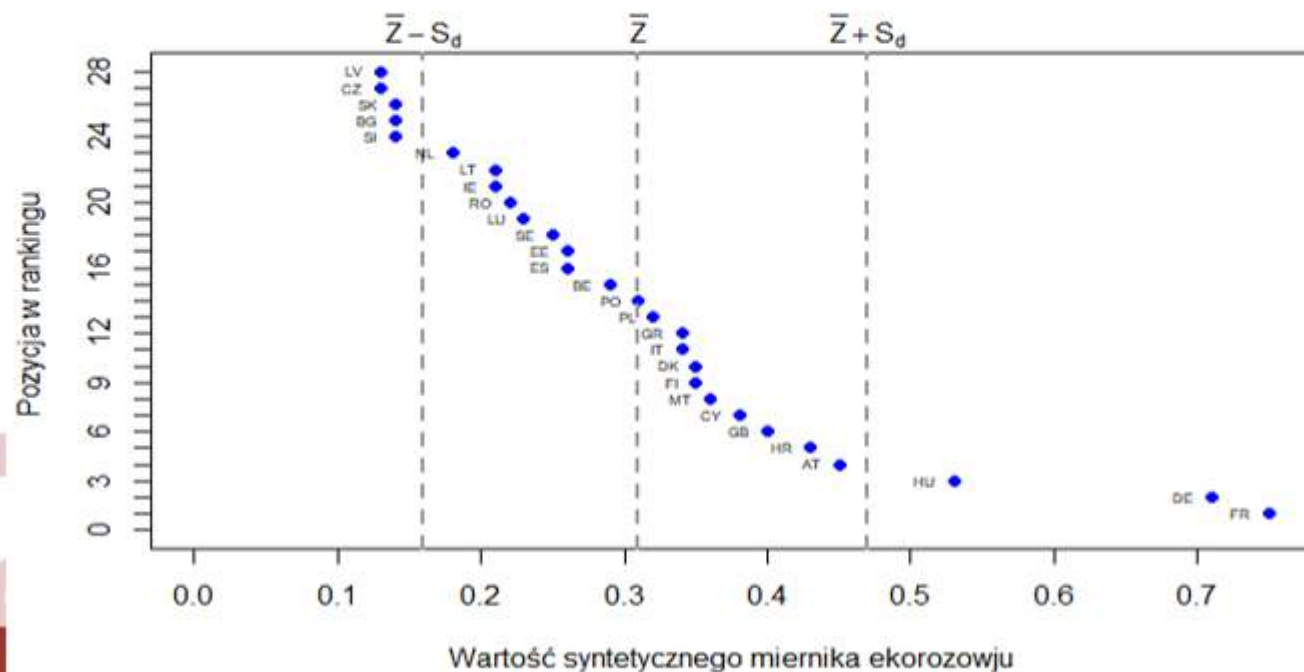 Z̅ – S_d Z̅ Z̅ + S_d
Pozycja w rankingu
28
24
20
16
12
9
6
3
0
LV
CZ
SK
BG
SI
NL
LT
IE
RO
LU
SE
EE
ES
BE
PO
PL
GR
IT
DK
FI
MT
CY
GB
HR
AT
HU
DE
FR
0.0 0.1 0.2 0.3 0.4 0.5 0.6 0.7
Wartość syntetycznego miernika ekorozowju